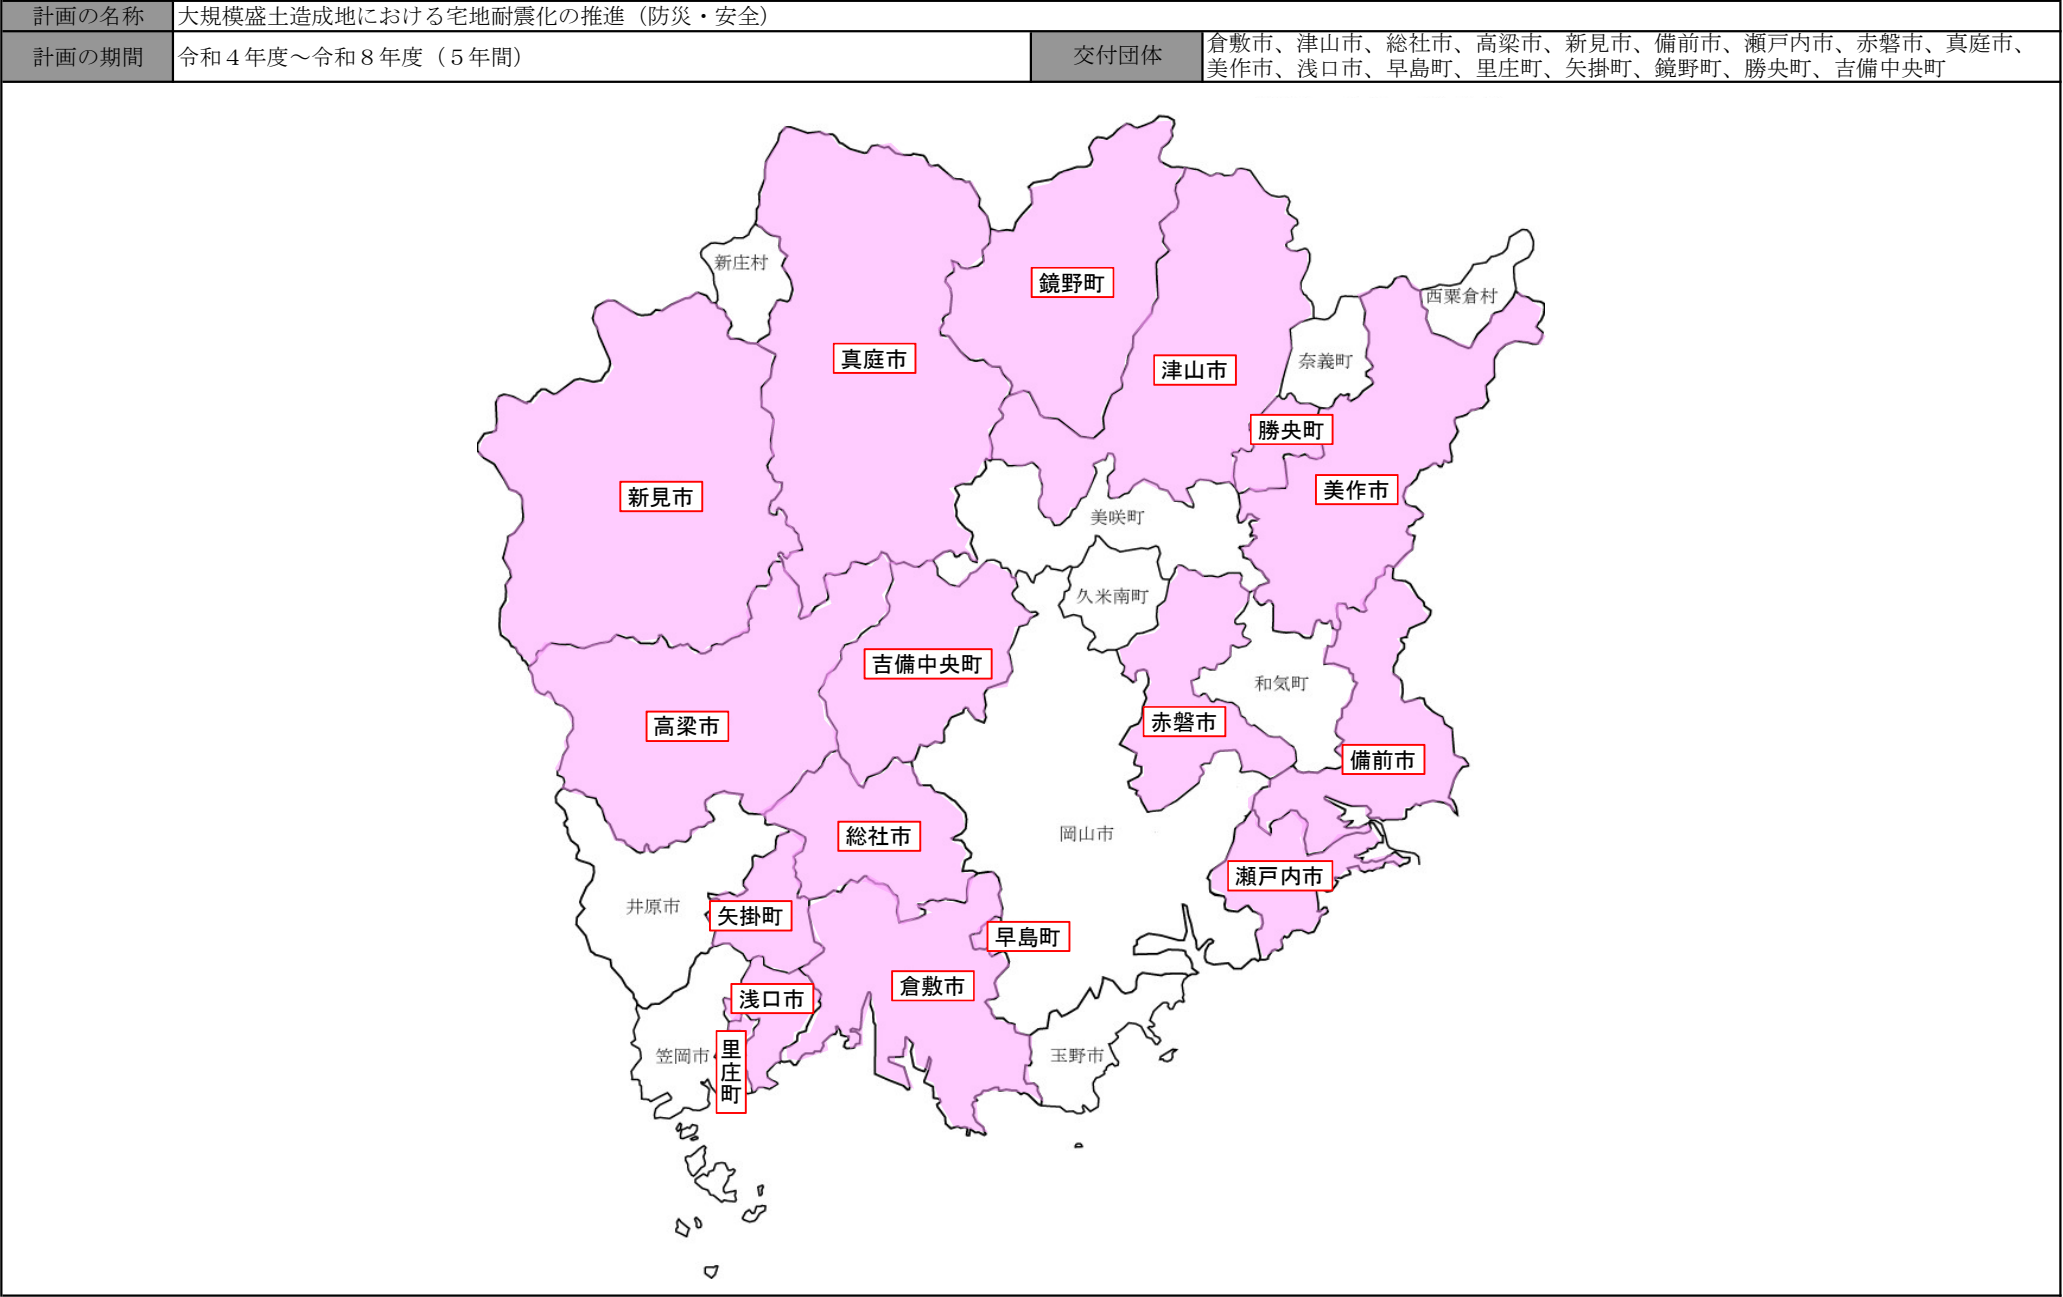 計画の名称
大規模盛土造成地における宅地耐震化の推進（防災・安全）
計画の期間
令和４年度～令和８年度（５年間）
交付団体
倉敷市、津山市、総社市、高梁市、新見市、備前市、瀬戸内市、赤磐市、真庭市、
美作市、浅口市、早島町、里庄町、矢掛町、鏡野町、勝央町、吉備中央町
新庄村
鏡野町
西粟倉村
真庭市
津山市
奈義町
勝央町
新見市
美作市
美咲町
久米南町
吉備中央町
和気町
高梁市
赤磐市
備前市
総社市
岡山市
瀬戸内市
井原市
矢掛町
早島町
倉敷市
浅口市
笠岡市
里庄町
玉野市